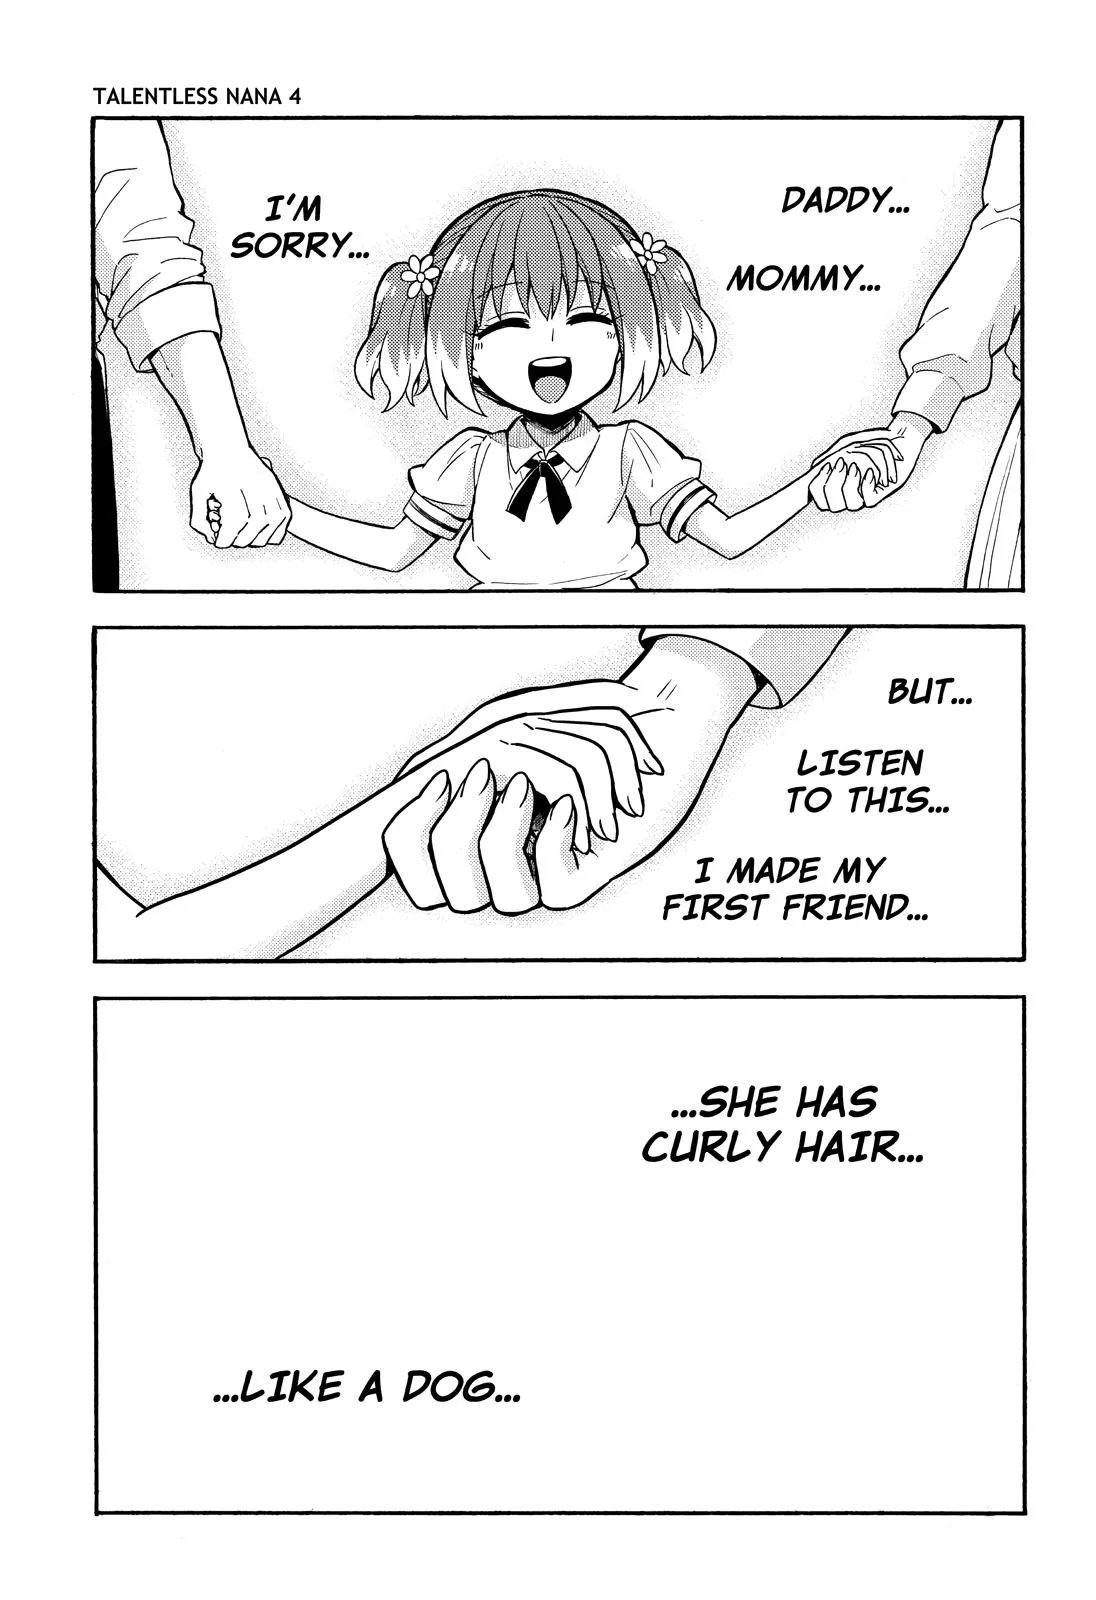 TALENTLESS NANA 4
DADDY...
MOMMY...
I'M
SORRY...
BUT...
LISTEN
TO THIS...
I MADE MY
FIRST FRIEND...
...SHE HAS
CURLY HAIR...
...LIKE A DOG...